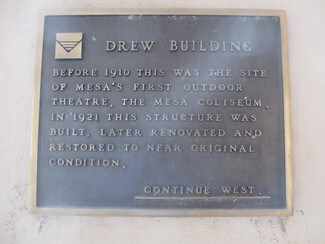 DREW BUILDING
BEFORE 1910 THIS WAS THE SITE
OF MESA'S FIRST OUTDOOR
THEATRE, THE MESA COLISEUM.
IN 1921 THIS STRUCTURE WAS
BUILT, LATER RENOVATED AND
RESTORED TO NEAR ORIGINAL
CONDITION.
CONTINUE WEST.